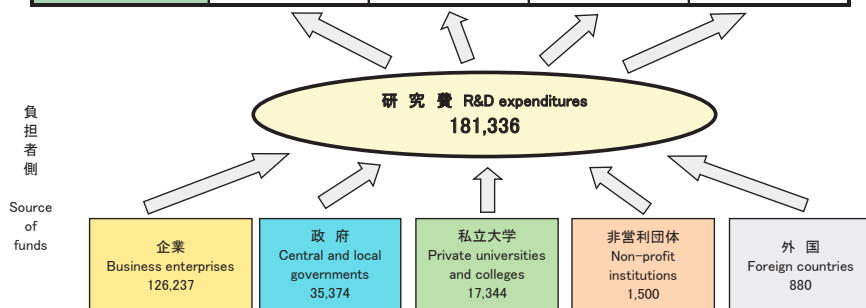 研 究 費 R&D expenditures
181,336
負
担
者
側
Source
of
funds
企業
Business enterprises
126,237
政 府
Central and local
governments
35,374
私立大学
Private universities
and colleges
17,344
非営利団体
Non-profit
institutions
1,500
外 国
Foreign countries
880